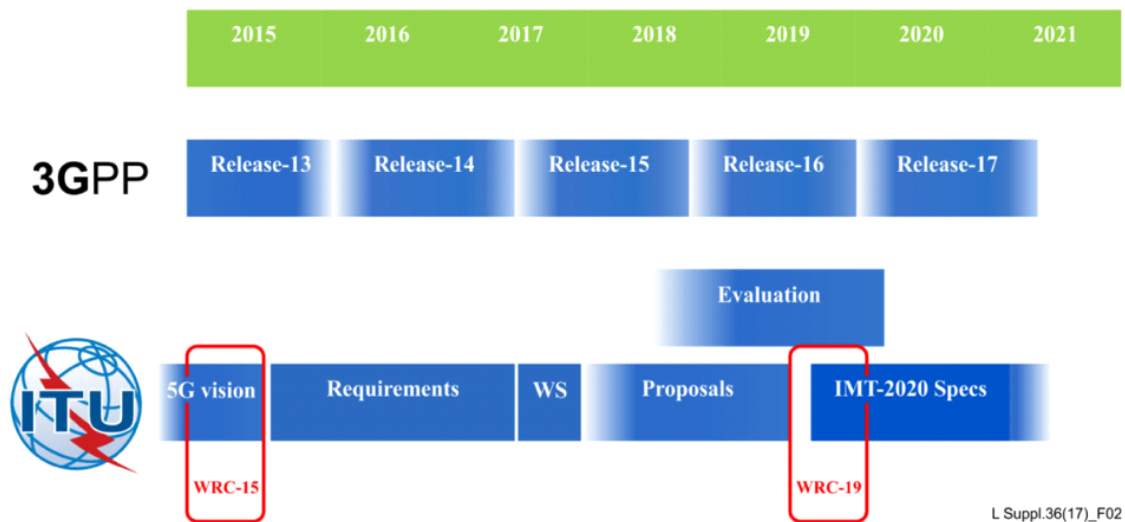 2015 2016 2017 2018 2019 2020 2021
3GPP
Release-13 Release-14 Release-15 Release-16 Release-17
Evaluation
ITU
5G vision Requirements WS Proposals IMT-2020 Specs
WRC-15 WRC-19
L Suppl.36(17)_F02